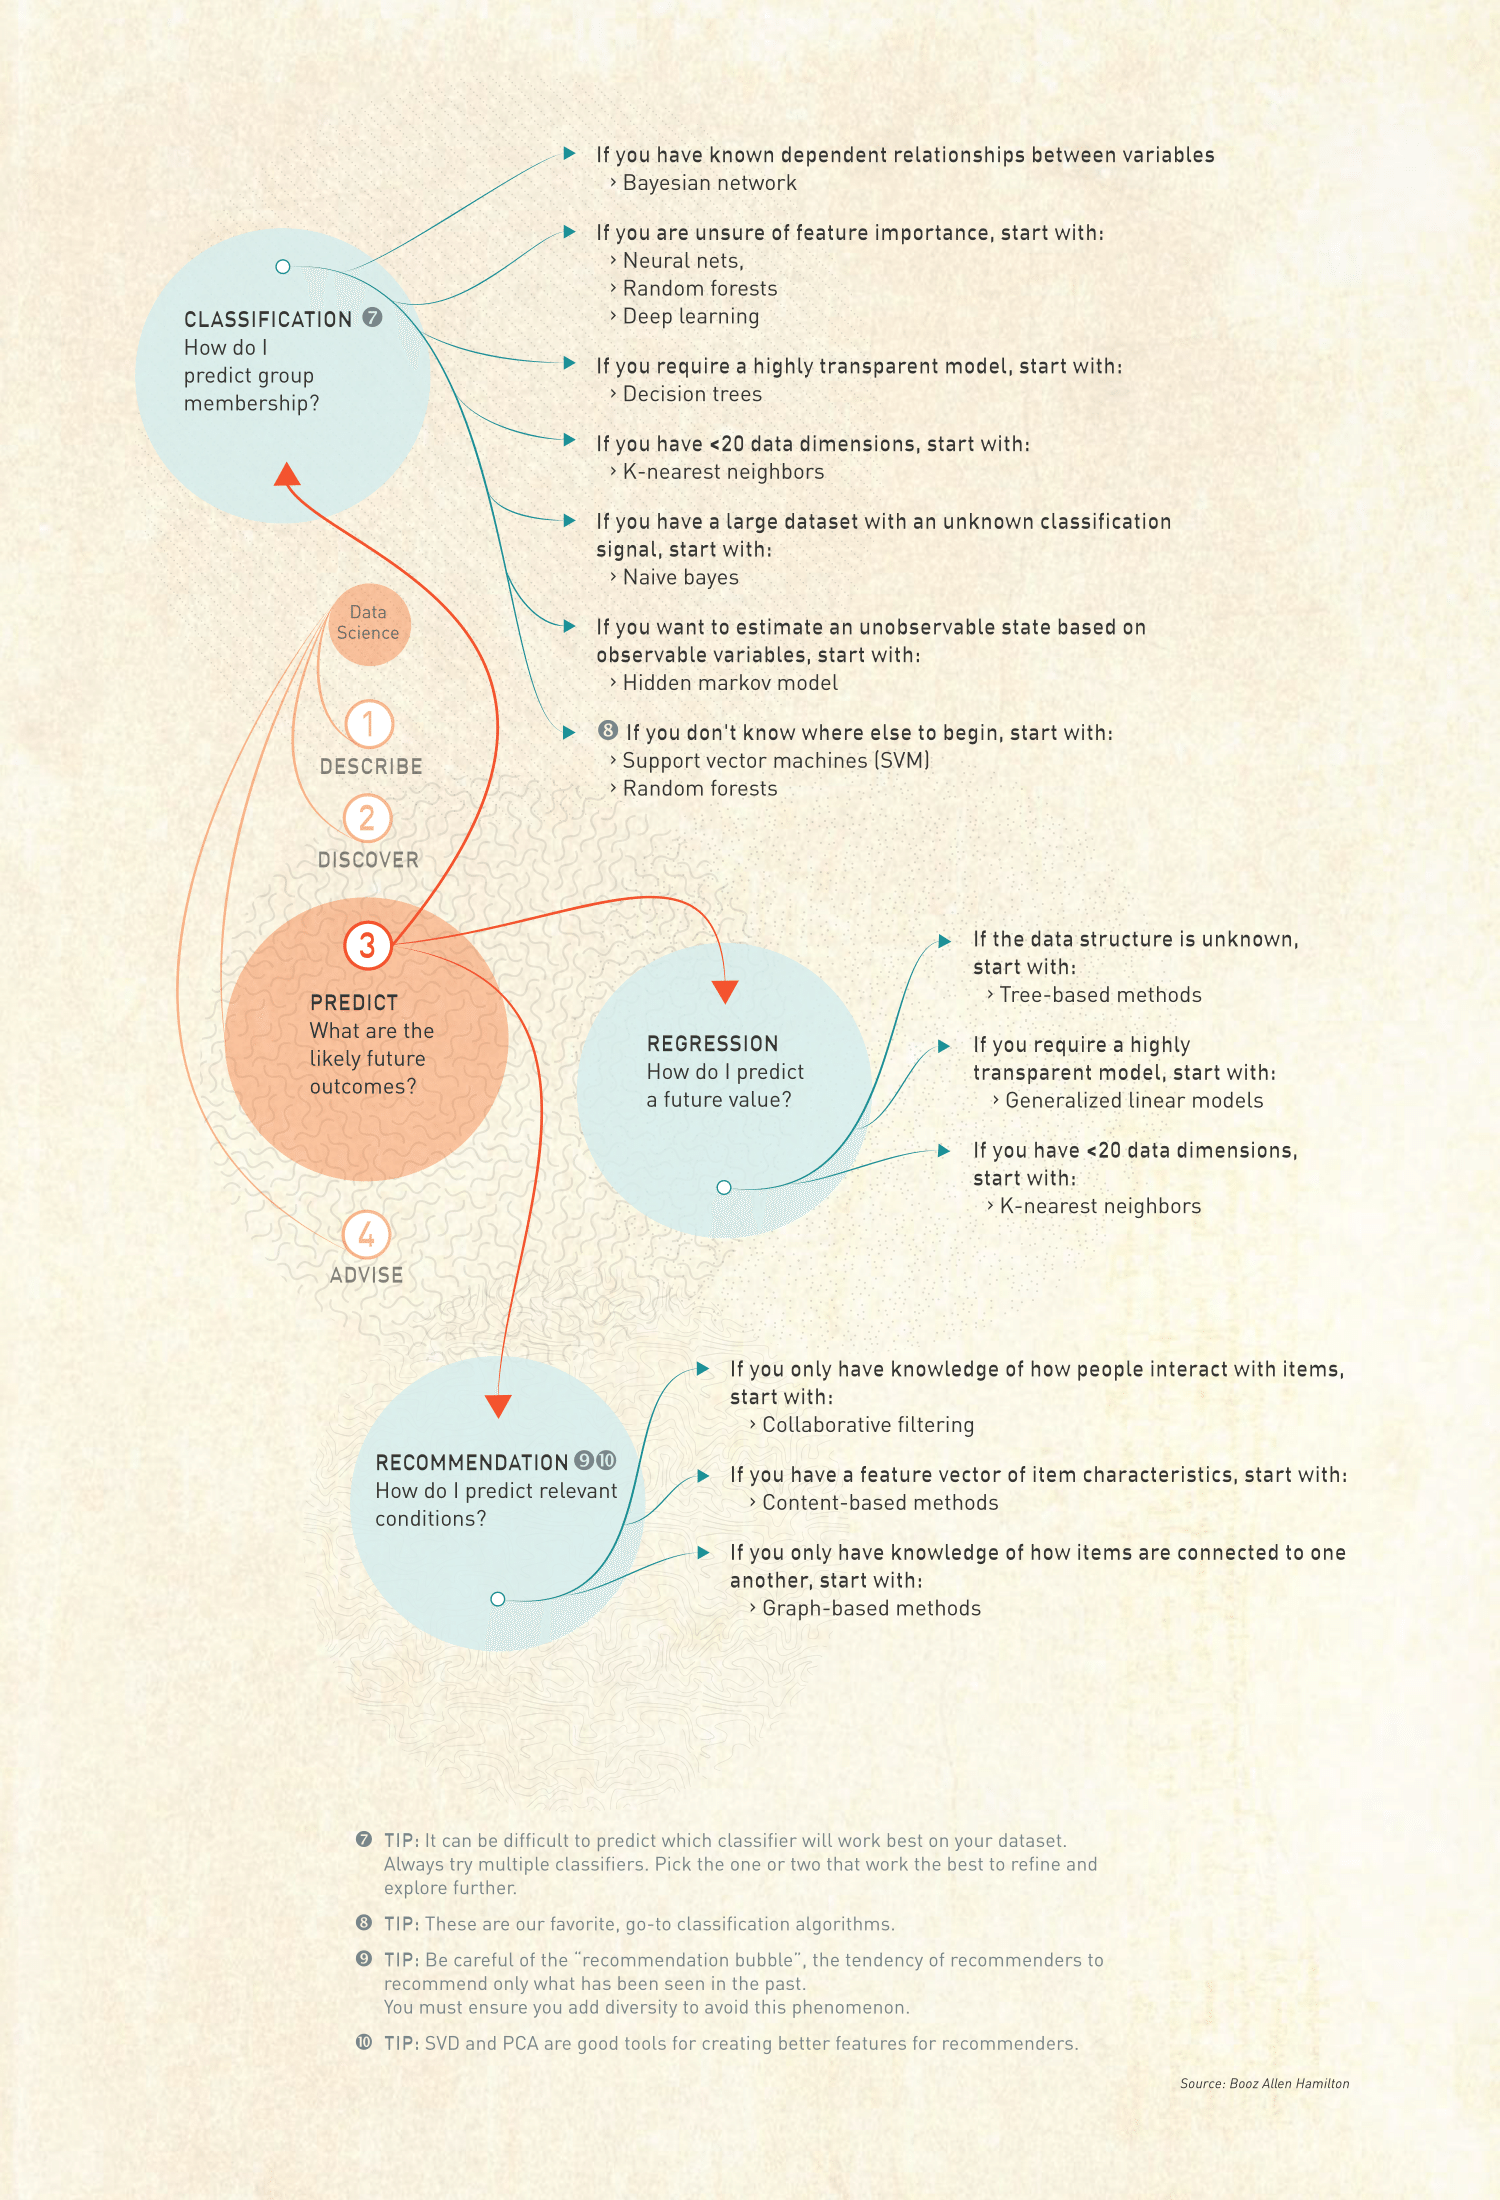 If you have known dependent relationships between variables
› Bayesian network
If you are unsure of feature importance, start with:
› Neural nets,
› Random forests
› Deep learning
CLASSIFICATION 7
How do I
predict group
membership?
If you require a highly transparent model, start with:
› Decision trees
If you have <20 data dimensions, start with:
› K-nearest neighbors
If you have a large dataset with an unknown classification
signal, start with:
› Naive bayes
If you want to estimate an unobservable state based on
observable variables, start with:
› Hidden markov model
8 If you don't know where else to begin, start with:
› Support vector machines (SVM)
› Random forests
Data
Science
1
DESCRIBE
2
DISCOVER
3
PREDICT
What are the
likely future
outcomes?
4
ADVISE
REGRESSION
How do I predict
a future value?
If the data structure is unknown,
start with:
› Tree-based methods
If you require a highly
transparent model, start with:
› Generalized linear models
If you have <20 data dimensions,
start with:
› K-nearest neighbors
RECOMMENDATION 9 10
How do I predict relevant
conditions?
If you only have knowledge of how people interact with items,
start with:
› Collaborative filtering
If you have a feature vector of item characteristics, start with:
› Content-based methods
If you only have knowledge of how items are connected to one
another, start with:
› Graph-based methods
7 TIP: It can be difficult to predict which classifier will work best on your dataset.
Always try multiple classifiers. Pick the one or two that work the best to refine and
explore further.
8 TIP: These are our favorite, go-to classification algorithms.
9 TIP: Be careful of the “recommendation bubble”, the tendency of recommenders to
recommend only what has been seen in the past.
You must ensure you add diversity to avoid this phenomenon.
10 TIP: SVD and PCA are good tools for creating better features for recommenders.
Source: Booz Allen Hamilton